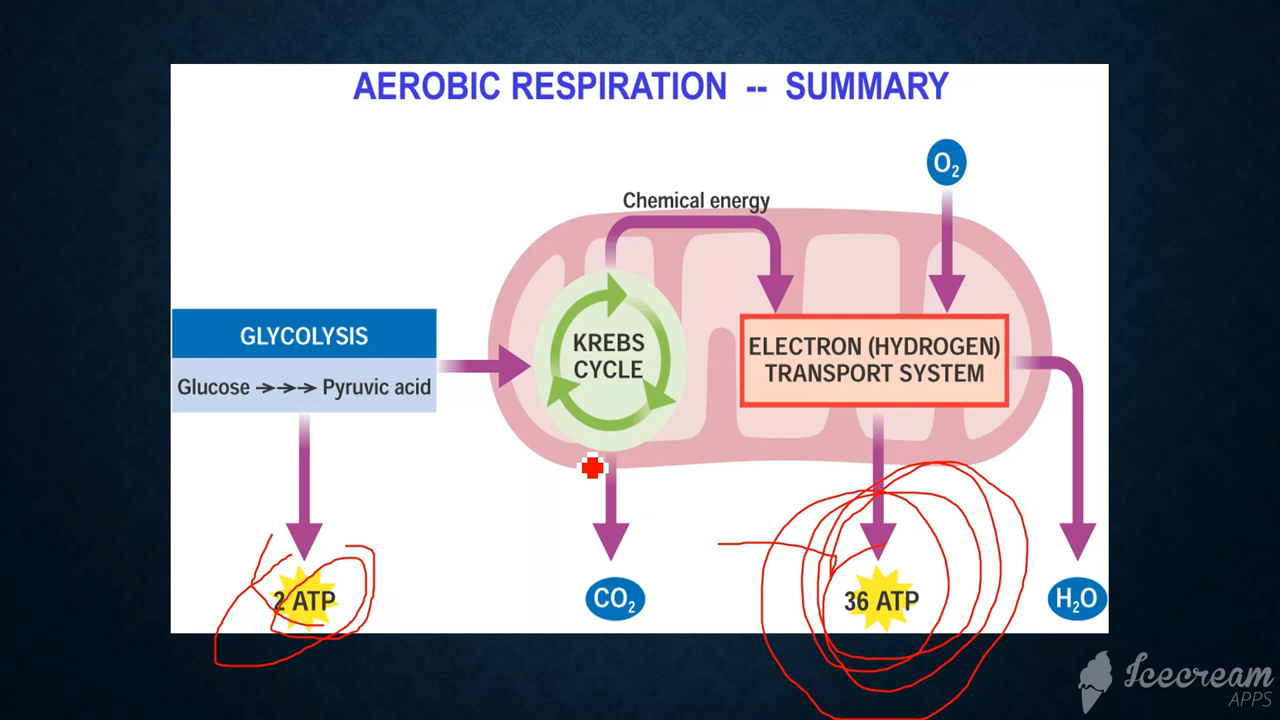 AEROBIC RESPIRATION -- SUMMARY
O2
Chemical energy
GLYCOLYSIS
Glucose →→→ Pyruvic acid
KREBS
CYCLE
ELECTRON (HYDROGEN)
TRANSPORT SYSTEM
2 ATP
CO2
36 ATP
H2O
Icecream
APPS